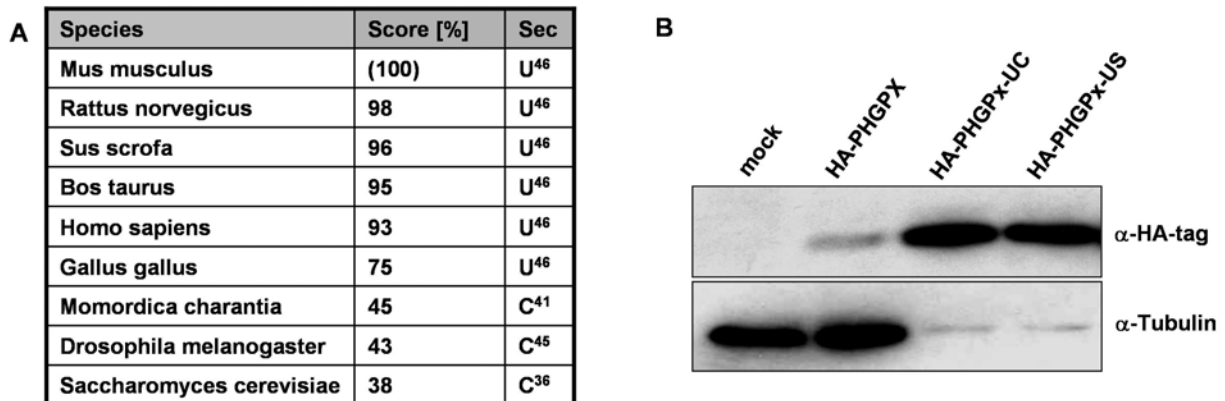 A
Species Score [%] Sec
Mus musculus (100) U⁴⁶
Rattus norvegicus 98 U⁴⁶
Sus scrofa 96 U⁴⁶
Bos taurus 95 U⁴⁶
Homo sapiens 93 U⁴⁶
Gallus gallus 75 U⁴⁶
Momordica charantia 45 C⁴¹
Drosophila melanogaster 43 C⁴⁵
Saccharomyces cerevisiae 38 C³⁶
B
mock
HA-PHGPX
HA-PHGPx-UC
HA-PHGPx-US
α-HA-tag
α-Tubulin